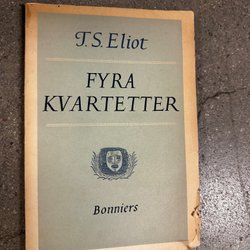 T.S. Eliot
FYRA
KVARTETTER
Bonniers